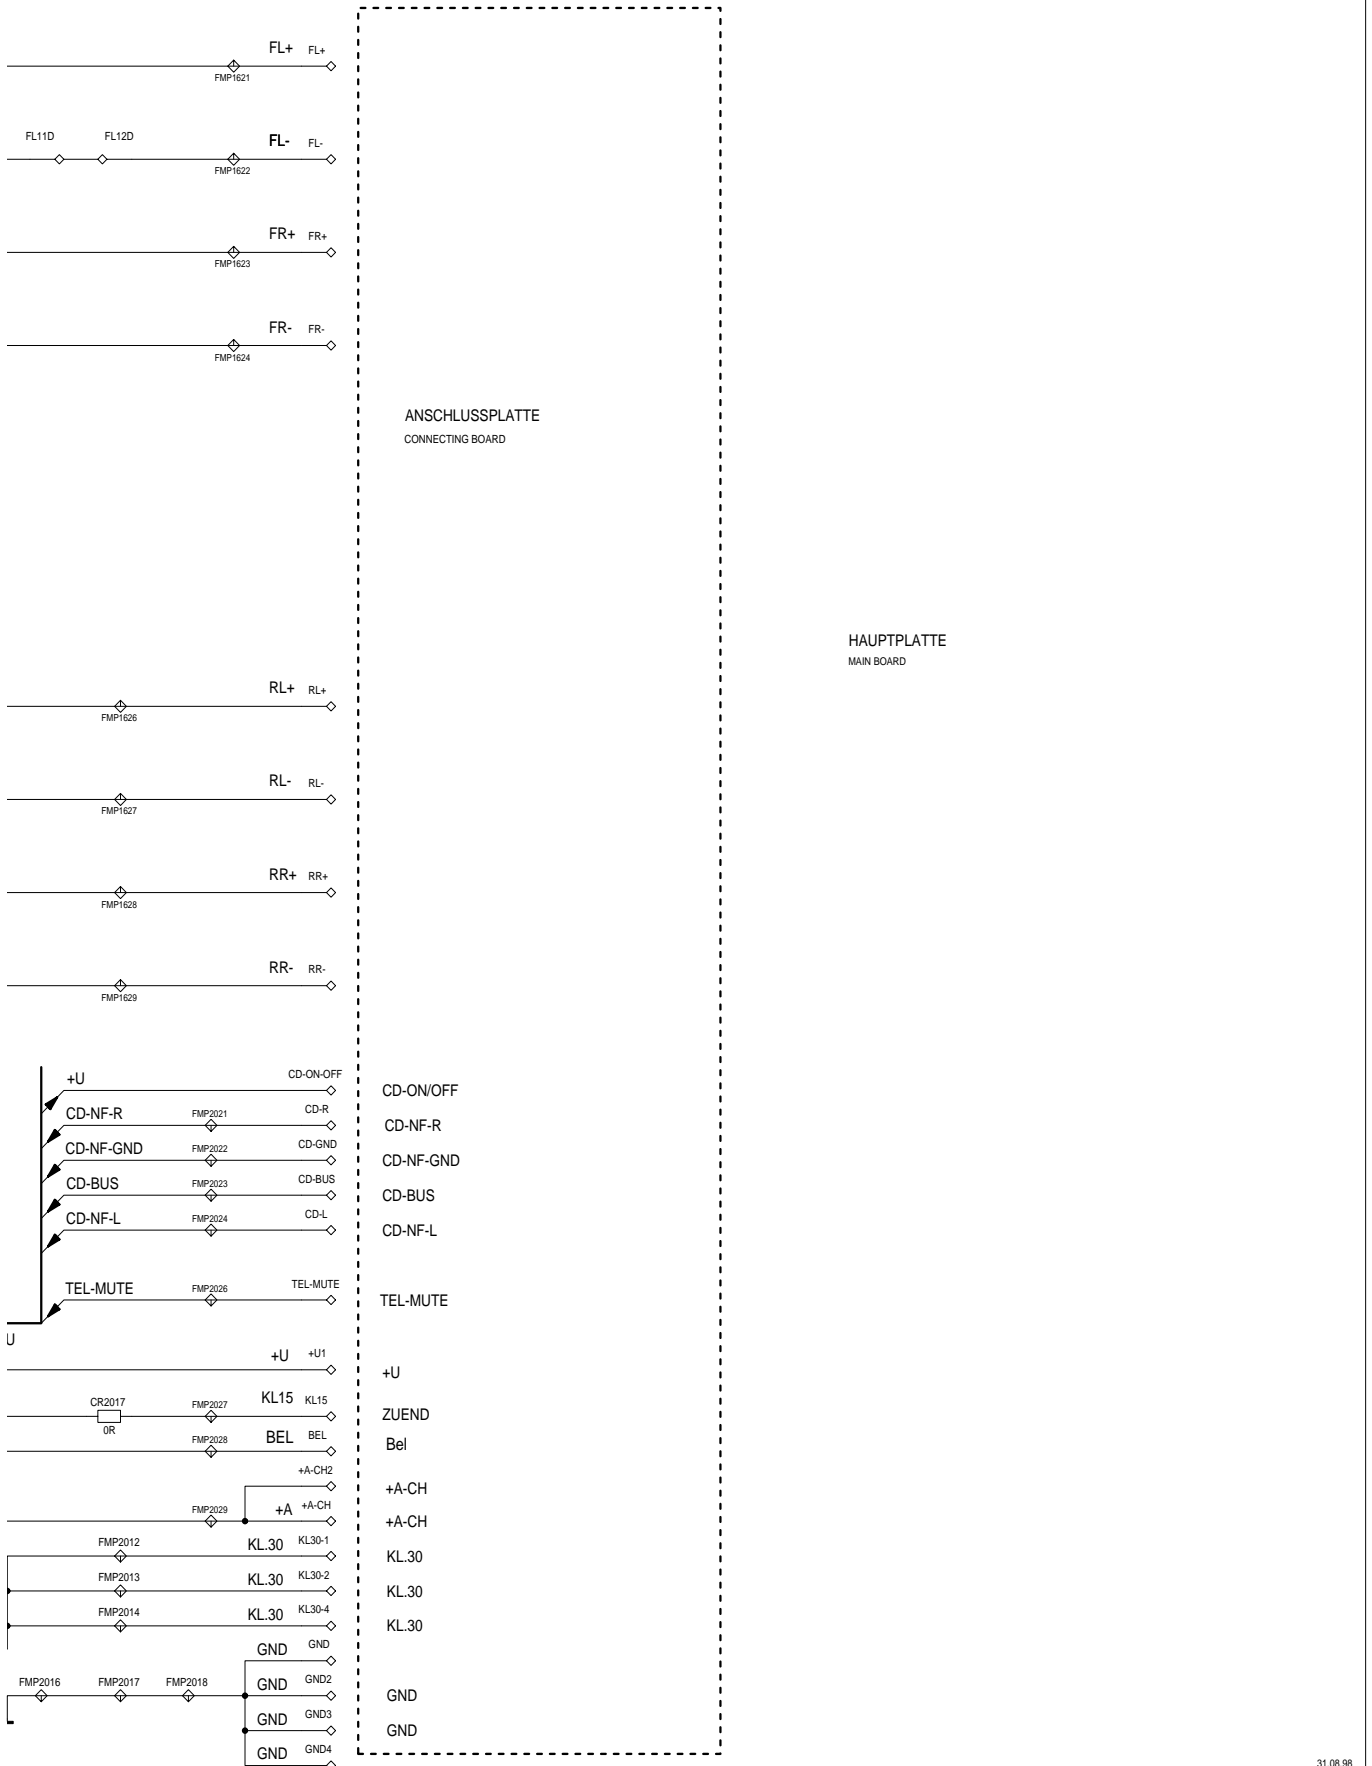 FL+ FL+
FMP1621
FL11D FL12D FL- FL-
FMP1622
FR+ FR+
FMP1623
FR- FR-
FMP1624
ANSCHLUSSPLATTE
CONNECTING BOARD
HAUPTPLATTE
MAIN BOARD
RL+ RL+
FMP1626
RL- RL-
FMP1627
RR+ RR+
FMP1628
RR- RR-
FMP1629
+U CD-ON-OFF CD-ON/OFF
CD-NF-R FMP2021 CD-R CD-NF-R
CD-NF-GND FMP2022 CD-GND CD-NF-GND
CD-BUS FMP2023 CD-BUS CD-BUS
CD-NF-L FMP2024 CD-L CD-NF-L
TEL-MUTE FMP2026 TEL-MUTE TEL-MUTE
U
+U +U1 +U
CR2017 FMP2027 KL15 KL15 ZUEND
0R
FMP2028 BEL BEL Bel
+A-CH2 +A-CH
FMP2029 +A +A-CH +A-CH
FMP2012 KL.30 KL30-1 KL.30
FMP2013 KL.30 KL30-2 KL.30
FMP2014 KL.30 KL30-4 KL.30
GND GND
FMP2016 FMP2017 FMP2018 GND GND2 GND
GND GND3 GND
GND GND4
31.08.98